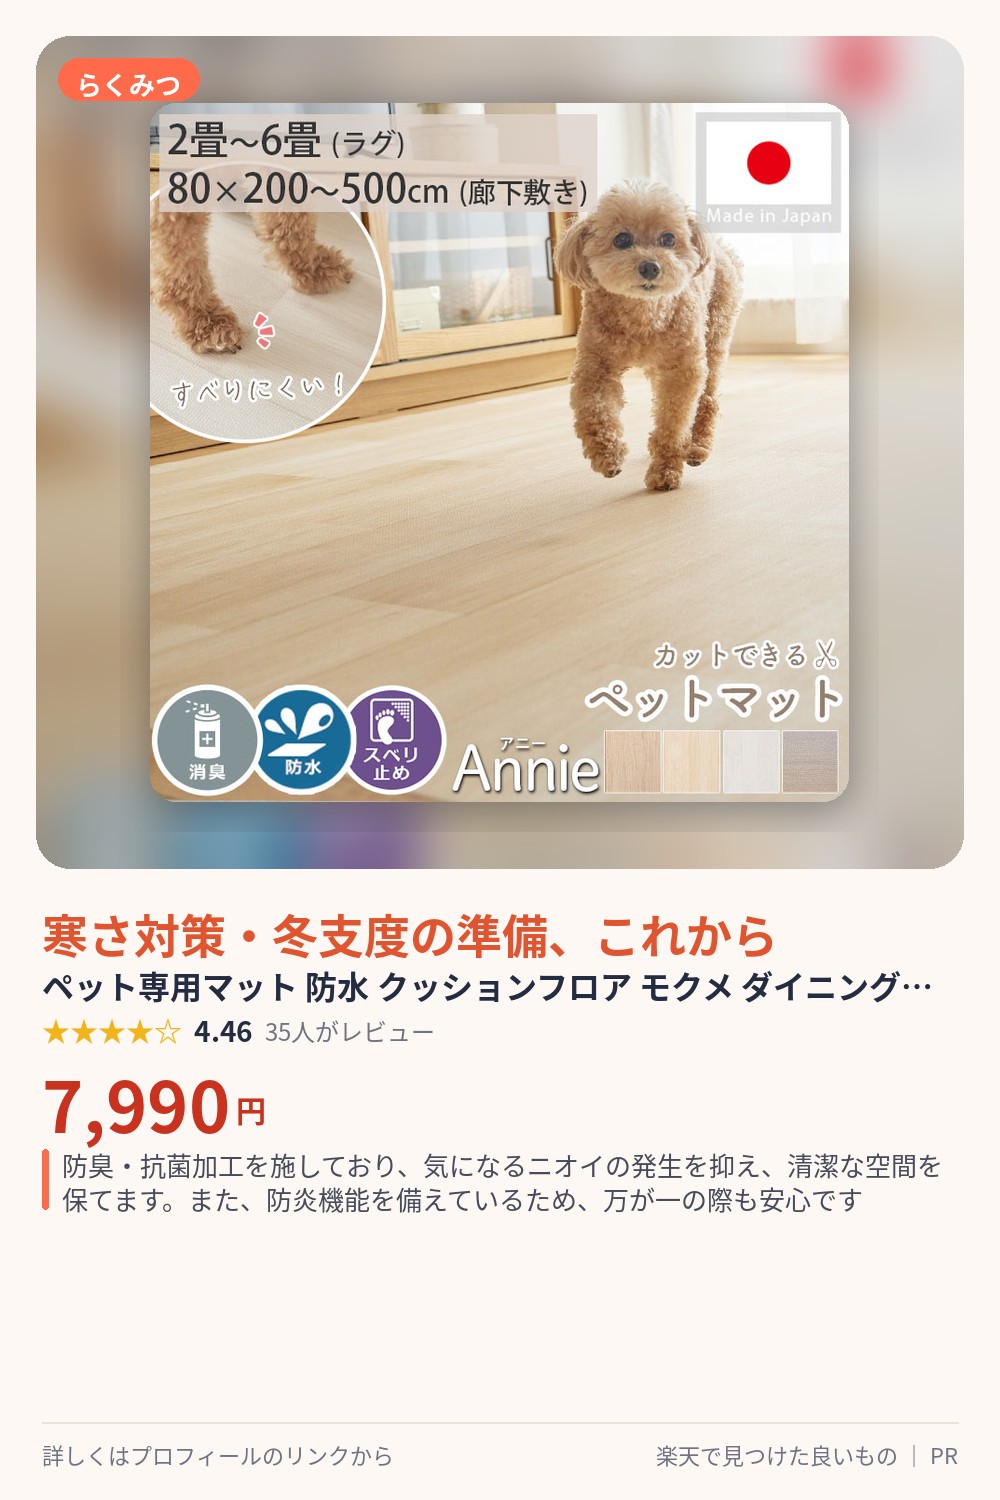 らくみつ
2畳～6畳 (ラグ)
80×200～500cm (廊下敷き)
Made in Japan
すべりにくい！
カットできる
ペットマット
消臭
防水
スベリ
止め
アニー
Annie
寒さ対策・冬支度の準備、これから
ペット専用マット 防水 クッションフロア モクメ ダイニング…
★★★★☆ 4.46 35人がレビュー
7,990円
防臭・抗菌加工を施しており、気になるニオイの発生を抑え、清潔な空間を
保てます。また、防炎機能を備えているため、万が一の際も安心です
詳しくはプロフィールのリンクから
楽天で見つけた良いもの｜PR